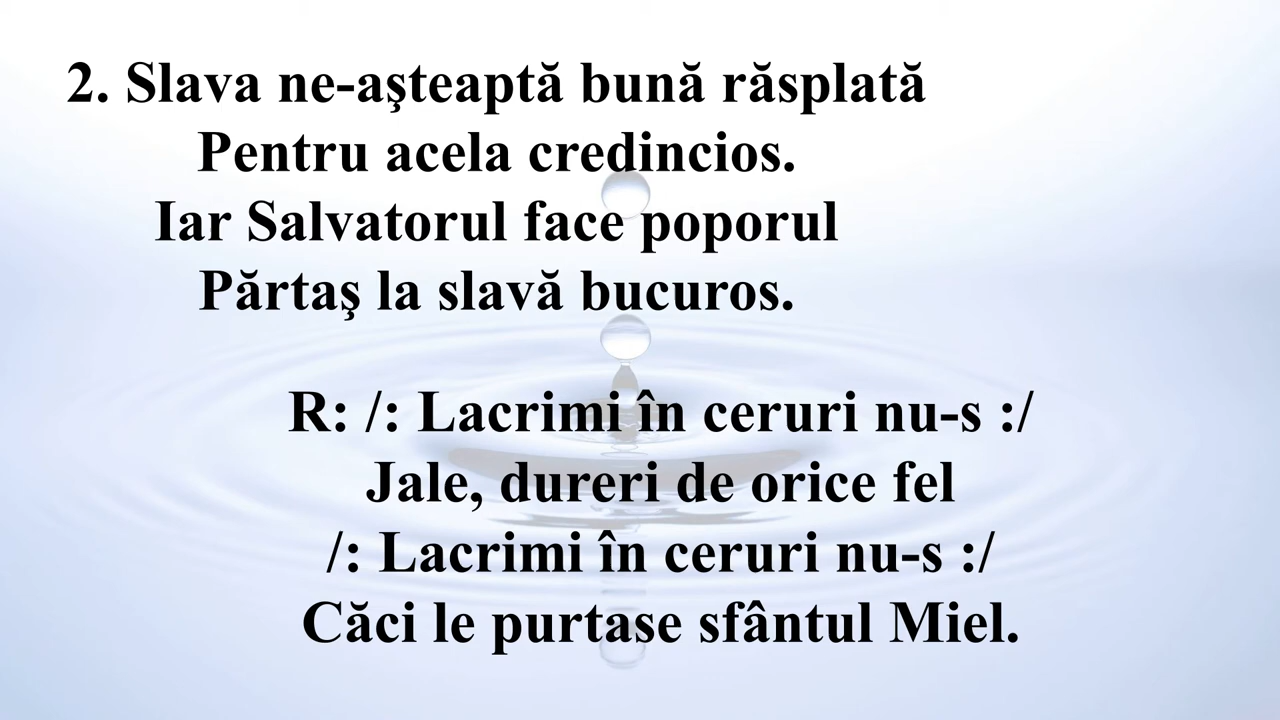 2. Slava ne-aşteaptă bună răsplată
Pentru acela credincios.
Iar Salvatorul face poporul
Părtaş la slavă bucuros.
R: /: Lacrimi în ceruri nu-s :/
Jale, dureri de orice fel
/: Lacrimi în ceruri nu-s :/
Căci le purtase sfântul Miel.